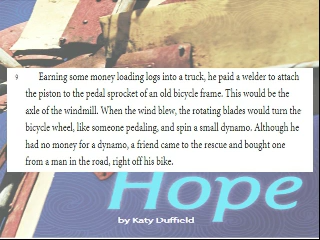 9 Earning some money loading logs into a truck, he paid a welder to attach
the piston to the pedal sprocket of an old bicycle frame. This would be the
axle of the windmill. When the wind blew, the rotating blades would turn the
bicycle wheel, like someone pedaling, and spin a small dynamo. Although he
had no money for a dynamo, a friend came to the rescue and bought one
from a man in the road, right off his bike.
Hope
by Katy Duffield